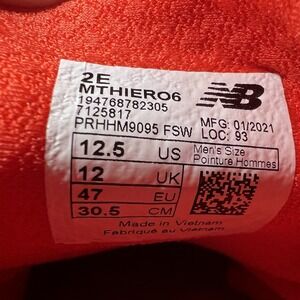 2E
MTHIERO6
194768782305
7125817
PRHHM9095 FSW
NB
MFG: 01/2021
LOC: 93
12.5 US
12 UK
47 EU
30.5 CM
Men's Size
Pointure Hommes
Made in Vietnam
Fabriqué au Vietnam